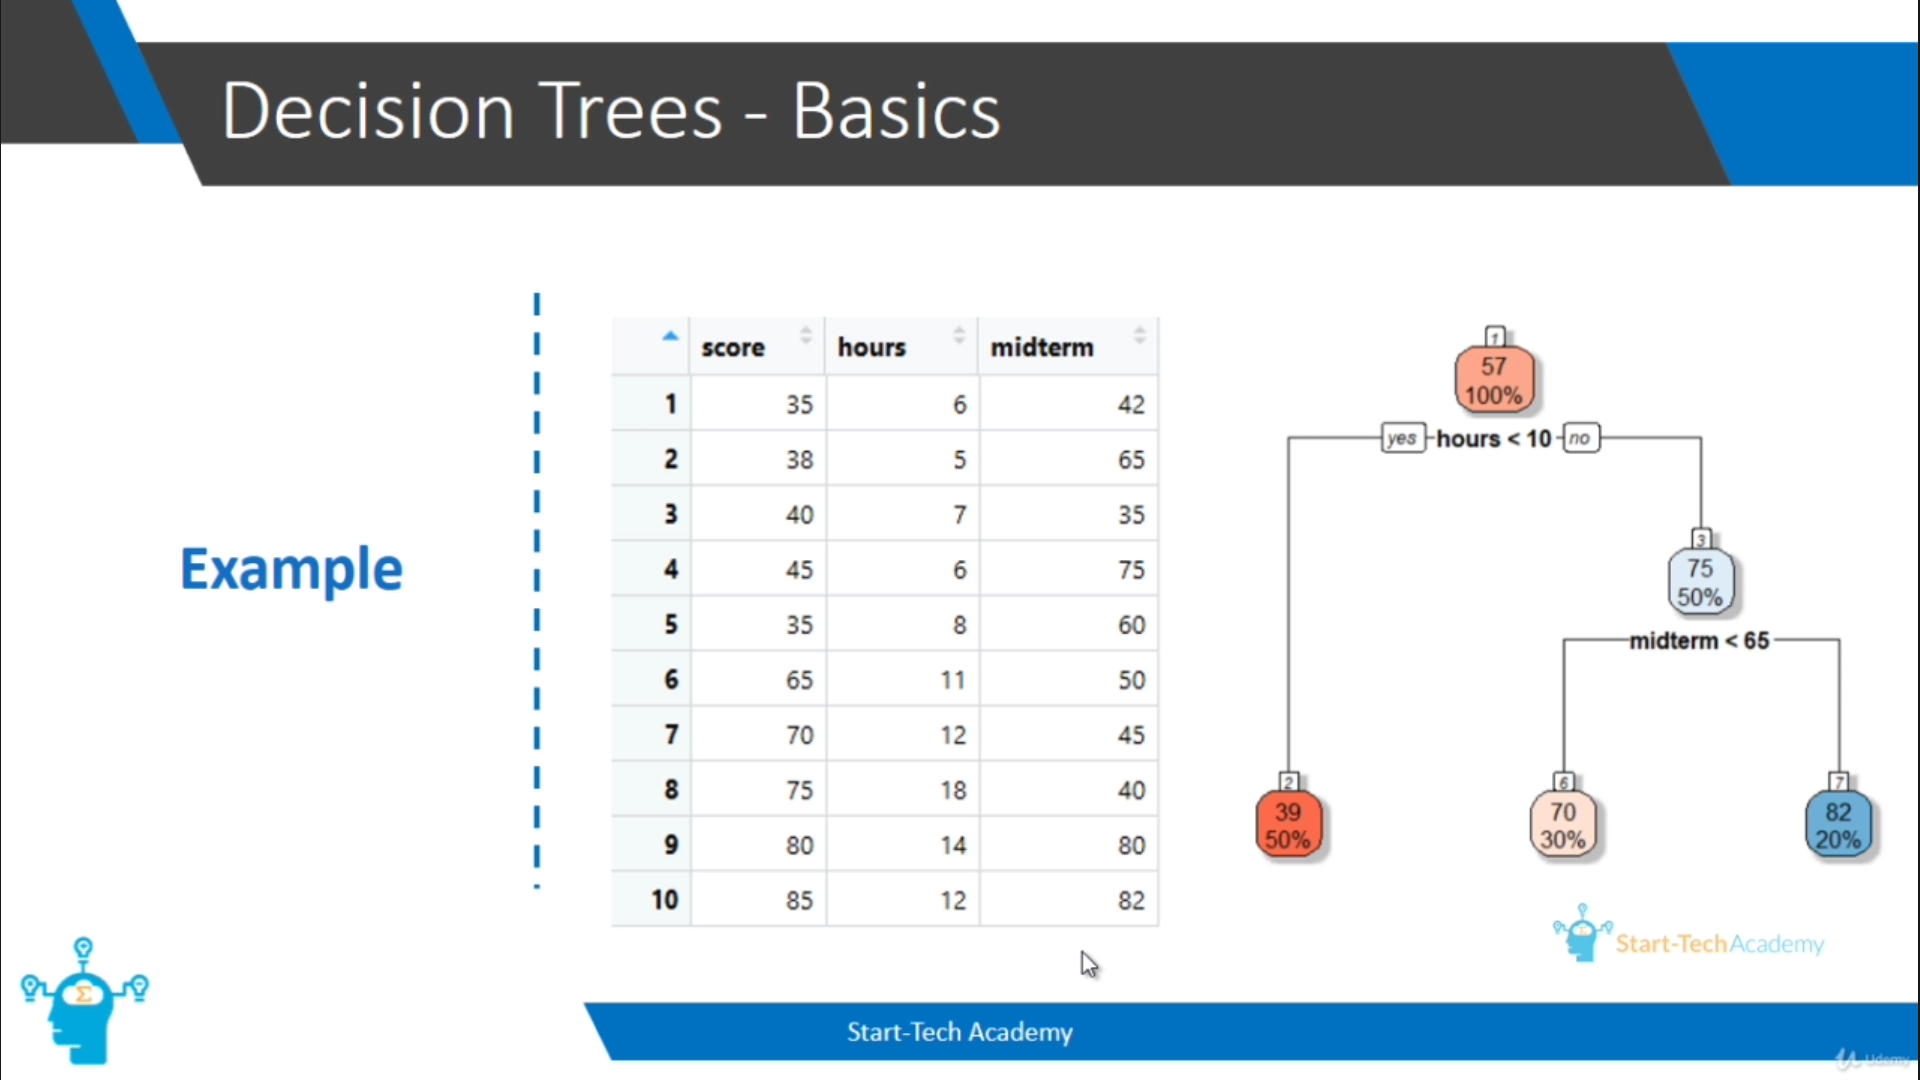 Decision Trees - Basics
Example
score hours midterm
1 35 6 42
2 38 5 65
3 40 7 35
4 45 6 75
5 35 8 60
6 65 11 50
7 70 12 45
8 75 18 40
9 80 14 80
10 85 12 82
1
57
100%
yes hours < 10 no
3
75
50%
midterm < 65
2
39
50%
6
70
30%
7
82
20%
Σ
Start-Tech Academy
Start-Tech Academy
Udemy